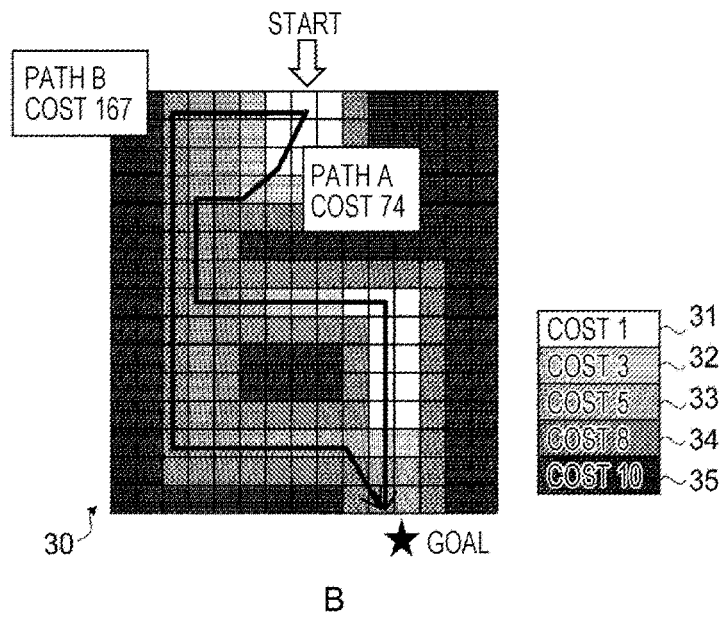 START
PATH B
COST 167
PATH A
COST 74
COST 1
31
COST 3
32
COST 5
33
COST 8
34
COST 10
35
30
GOAL
B